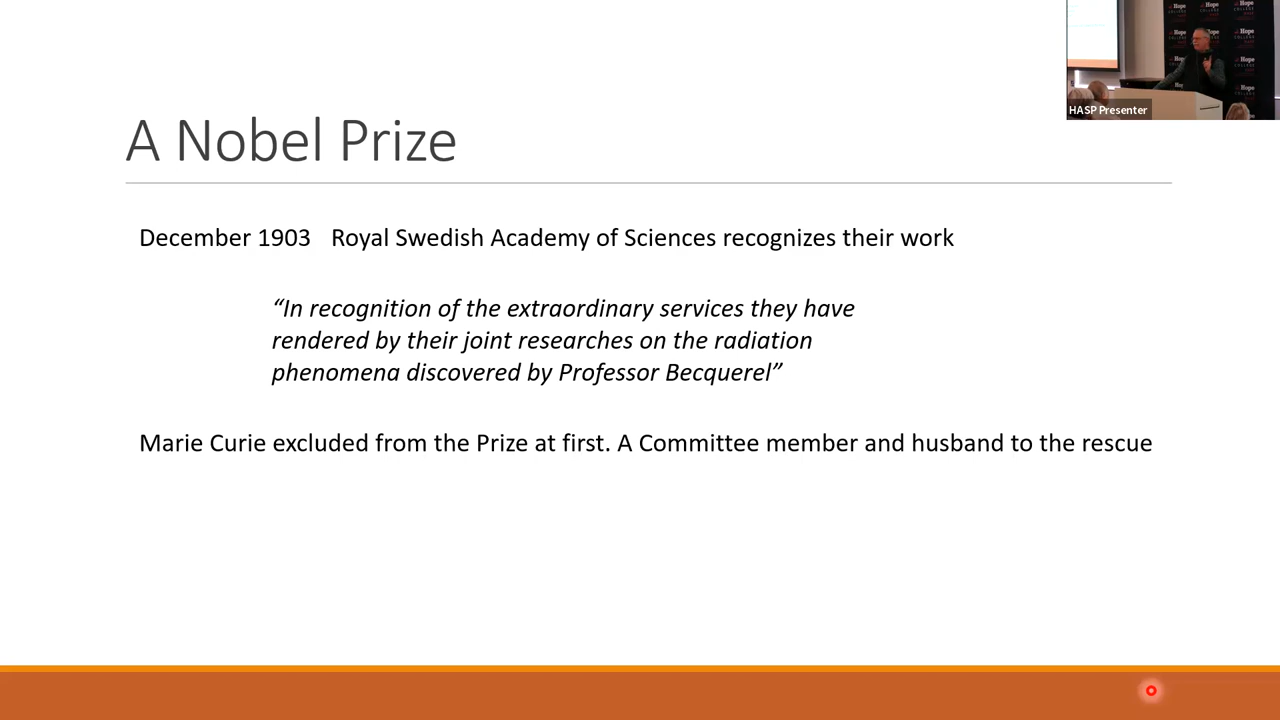 A Nobel Prize
December 1903 Royal Swedish Academy of Sciences recognizes their work
“In recognition of the extraordinary services they have
rendered by their joint researches on the radiation
phenomena discovered by Professor Becquerel”
Marie Curie excluded from the Prize at first. A Committee member and husband to the rescue
Hope
COLLEGE
HASP Presenter